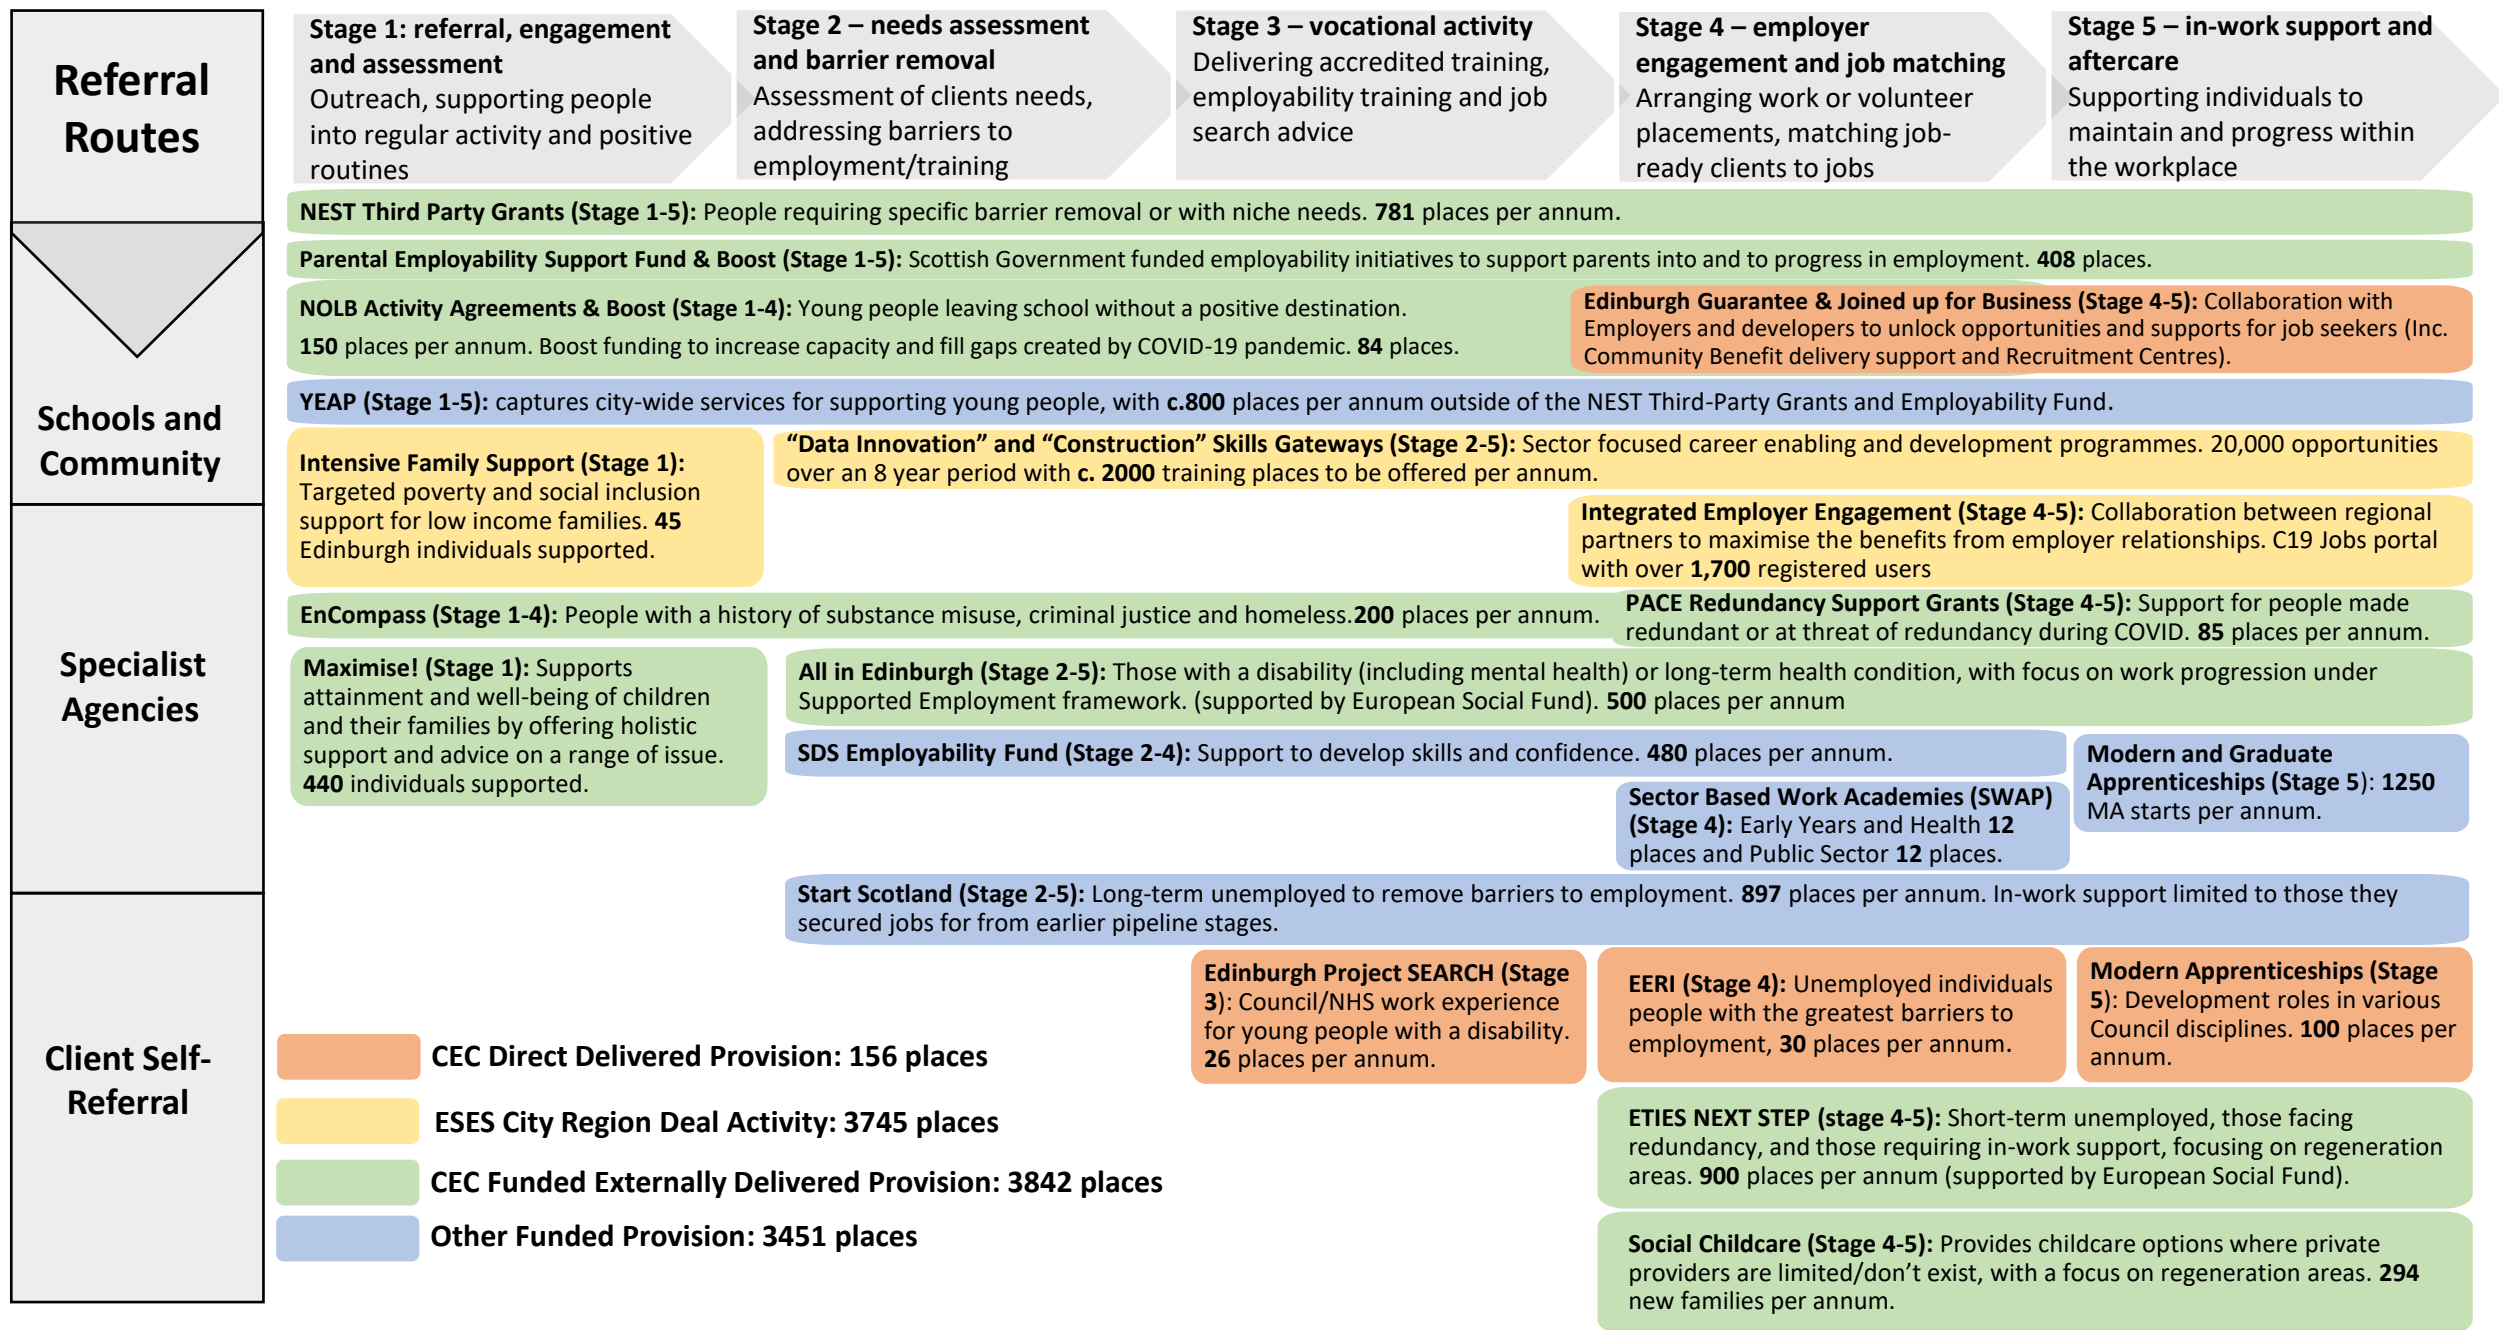 Referral
Routes
Schools and
Community
Specialist
Agencies
Client Self-
Referral
Stage 1: referral, engagement
and assessment
Outreach, supporting people
into regular activity and positive
routines
Stage 2 – needs assessment
and barrier removal
Assessment of clients needs,
addressing barriers to
employment/training
Stage 3 – vocational activity
Delivering accredited training,
employability training and job
search advice
Stage 4 – employer
engagement and job matching
Arranging work or volunteer
placements, matching job-
ready clients to jobs
Stage 5 – in-work support and
aftercare
Supporting individuals to
maintain and progress within
the workplace
NEST Third Party Grants (Stage 1-5): People requiring specific barrier removal or with niche needs. 781 places per annum.
Parental Employability Support Fund & Boost (Stage 1-5): Scottish Government funded employability initiatives to support parents into and to progress in employment. 408 places.
NOLB Activity Agreements & Boost (Stage 1-4): Young people leaving school without a positive destination.
150 places per annum. Boost funding to increase capacity and fill gaps created by COVID-19 pandemic. 84 places.
Edinburgh Guarantee & Joined up for Business (Stage 4-5): Collaboration with
Employers and developers to unlock opportunities and supports for job seekers (Inc.
Community Benefit delivery support and Recruitment Centres).
YEAP (Stage 1-5): captures city-wide services for supporting young people, with c.800 places per annum outside of the NEST Third-Party Grants and Employability Fund.
Intensive Family Support (Stage 1):
Targeted poverty and social inclusion
support for low income families. 45
Edinburgh individuals supported.
“Data Innovation” and “Construction” Skills Gateways (Stage 2-5): Sector focused career enabling and development programmes. 20,000 opportunities
over an 8 year period with c. 2000 training places to be offered per annum.
Integrated Employer Engagement (Stage 4-5): Collaboration between regional
partners to maximise the benefits from employer relationships. C19 Jobs portal
with over 1,700 registered users
EnCompass (Stage 1-4): People with a history of substance misuse, criminal justice and homeless.200 places per annum.
PACE Redundancy Support Grants (Stage 4-5): Support for people made
redundant or at threat of redundancy during COVID. 85 places per annum.
Maximise! (Stage 1): Supports
attainment and well-being of children
and their families by offering holistic
support and advice on a range of issue.
440 individuals supported.
All in Edinburgh (Stage 2-5): Those with a disability (including mental health) or long-term health condition, with focus on work progression under
Supported Employment framework. (supported by European Social Fund). 500 places per annum
SDS Employability Fund (Stage 2-4): Support to develop skills and confidence. 480 places per annum.
Modern and Graduate
Apprenticeships (Stage 5): 1250
MA starts per annum.
Sector Based Work Academies (SWAP)
(Stage 4): Early Years and Health 12
places and Public Sector 12 places.
Start Scotland (Stage 2-5): Long-term unemployed to remove barriers to employment. 897 places per annum. In-work support limited to those they
secured jobs for from earlier pipeline stages.
Edinburgh Project SEARCH (Stage
3): Council/NHS work experience
for young people with a disability.
26 places per annum.
EERI (Stage 4): Unemployed individuals
people with the greatest barriers to
employment, 30 places per annum.
Modern Apprenticeships (Stage
5): Development roles in various
Council disciplines. 100 places per
annum.
ETIES NEXT STEP (stage 4-5): Short-term unemployed, those facing
redundancy, and those requiring in-work support, focusing on regeneration
areas. 900 places per annum (supported by European Social Fund).
Social Childcare (Stage 4-5): Provides childcare options where private
providers are limited/don’t exist, with a focus on regeneration areas. 294
new families per annum.
CEC Direct Delivered Provision: 156 places
ESES City Region Deal Activity: 3745 places
CEC Funded Externally Delivered Provision: 3842 places
Other Funded Provision: 3451 places